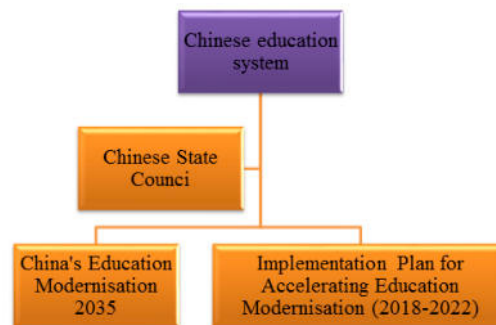 Chinese education
system
Chinese State
Counci
China's Education
Modernisation
2035
Implementation Plan for
Accelerating Education
Modernisation (2018-2022)